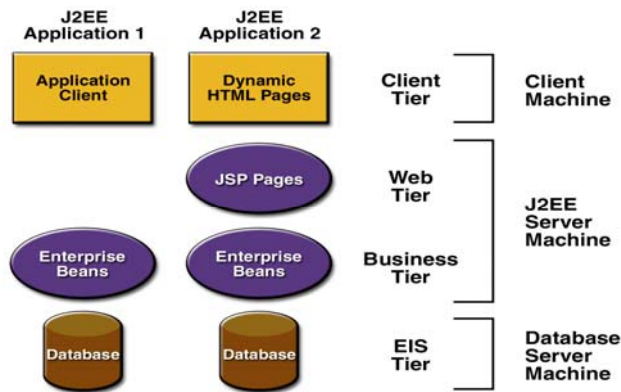 J2EE
Application 1
J2EE
Application 2
Application
Client
Dynamic
HTML Pages
Client
Tier
Client
Machine
JSP Pages
Web
Tier
J2EE
Server
Machine
Enterprise
Beans
Enterprise
Beans
Business
Tier
Database
Database
EIS
Tier
Database
Server
Machine